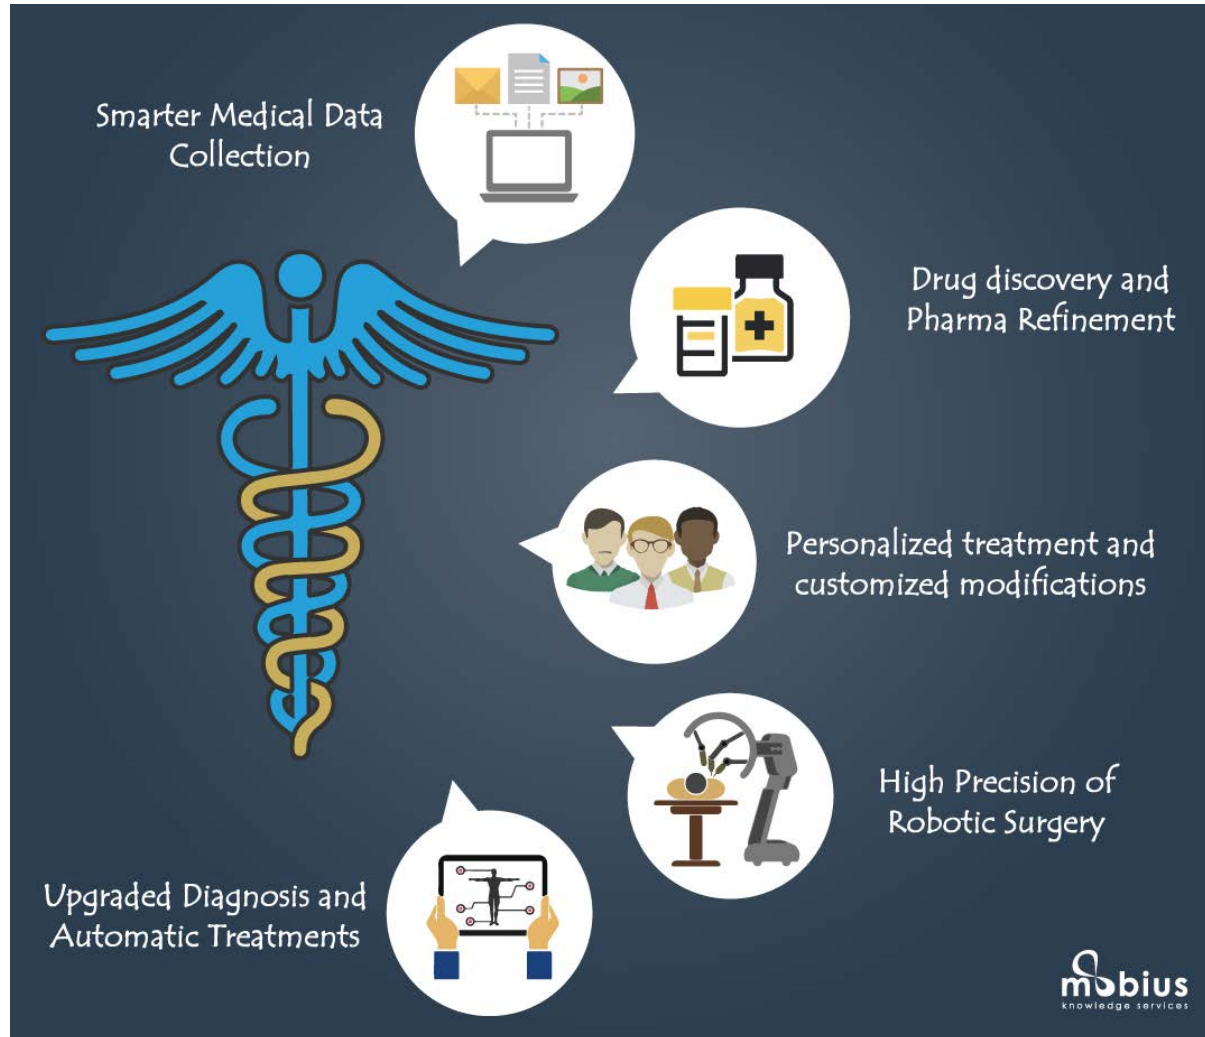 Smarter Medical Data
Collection
Drug discovery and
Pharma Refinement
Personalized treatment and
customized modifications
High Precision of
Robotic Surgery
Upgraded Diagnosis and
Automatic Treatments
mobius
knowledge services